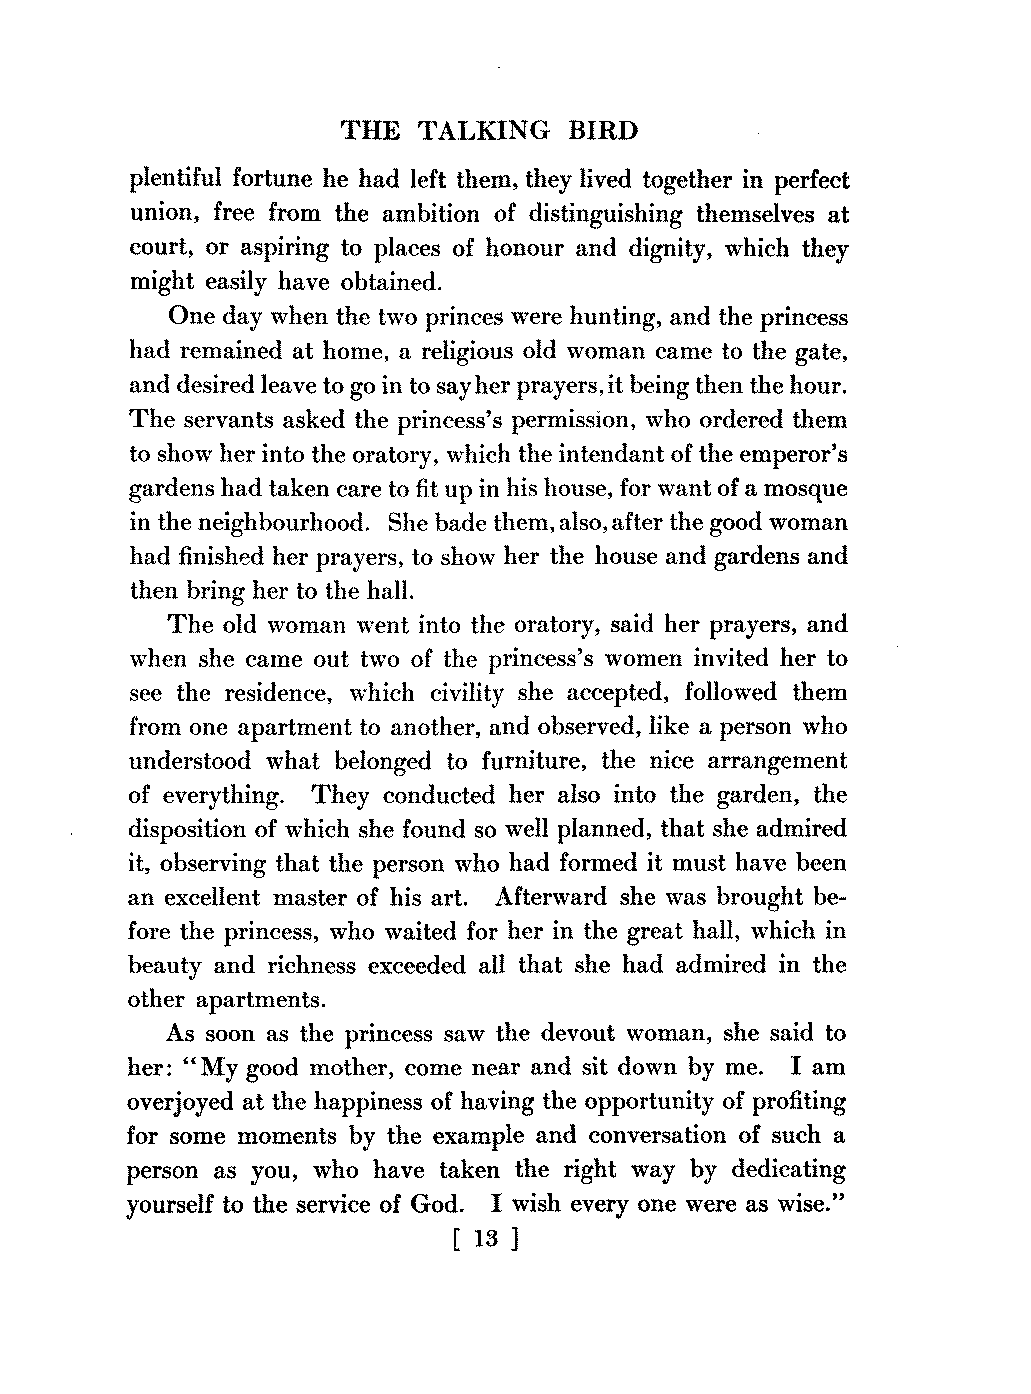 THE TALKING BIRD
plentiful fortune he had left them, they lived together in perfect
union, free from the ambition of distinguishing themselves at
court, or aspiring to places of honour and dignity, which they
might easily have obtained.
One day when the two princes were hunting, and the princess
had remained at home, a religious old woman came to the gate,
and desired leave to go in to say her prayers, it being then the hour.
The servants asked the princess's permission, who ordered them
to show her into the oratory, which the intendant of the emperor's
gardens had taken care to fit up in his house, for want of a mosque
in the neighbourhood. She bade them, also, after the good woman
had finished her prayers, to show her the house and gardens and
then bring her to the hall.
The old woman went into the oratory, said her prayers, and
when she came out two of the princess's women invited her to
see the residence, which civility she accepted, followed them
from one apartment to another, and observed, like a person who
understood what belonged to furniture, the nice arrangement
of everything. They conducted her also into the garden, the
disposition of which she found so well planned, that she admired
it, observing that the person who had formed it must have been
an excellent master of his art. Afterward she was brought be-
fore the princess, who waited for her in the great hall, which in
beauty and richness exceeded all that she had admired in the
other apartments.
As soon as the princess saw the devout woman, she said to
her: “My good mother, come near and sit down by me. I am
overjoyed at the happiness of having the opportunity of profiting
for some moments by the example and conversation of such a
person as you, who have taken the right way by dedicating
yourself to the service of God. I wish every one were as wise.”
[ 13 ]